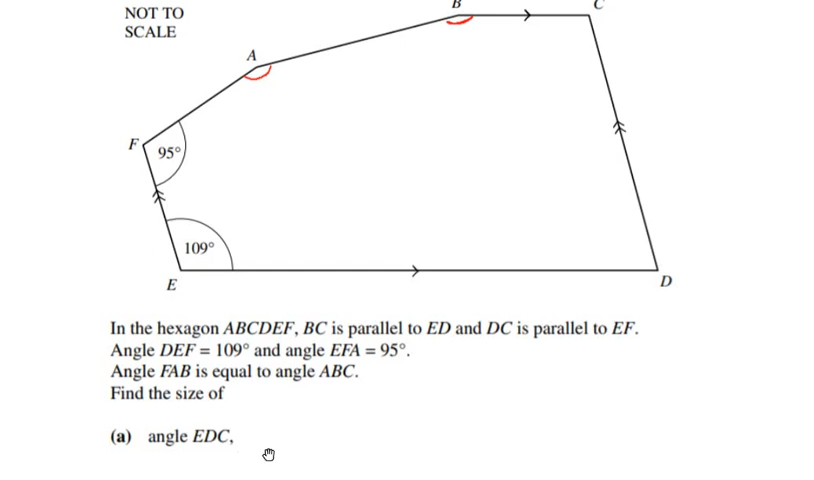 NOT TO
SCALE
B
C
A
F
95°
109°
E
D
In the hexagon ABCDEF, BC is parallel to ED and DC is parallel to EF.
Angle DEF = 109° and angle EFA = 95°.
Angle FAB is equal to angle ABC.
Find the size of
(a) angle EDC,